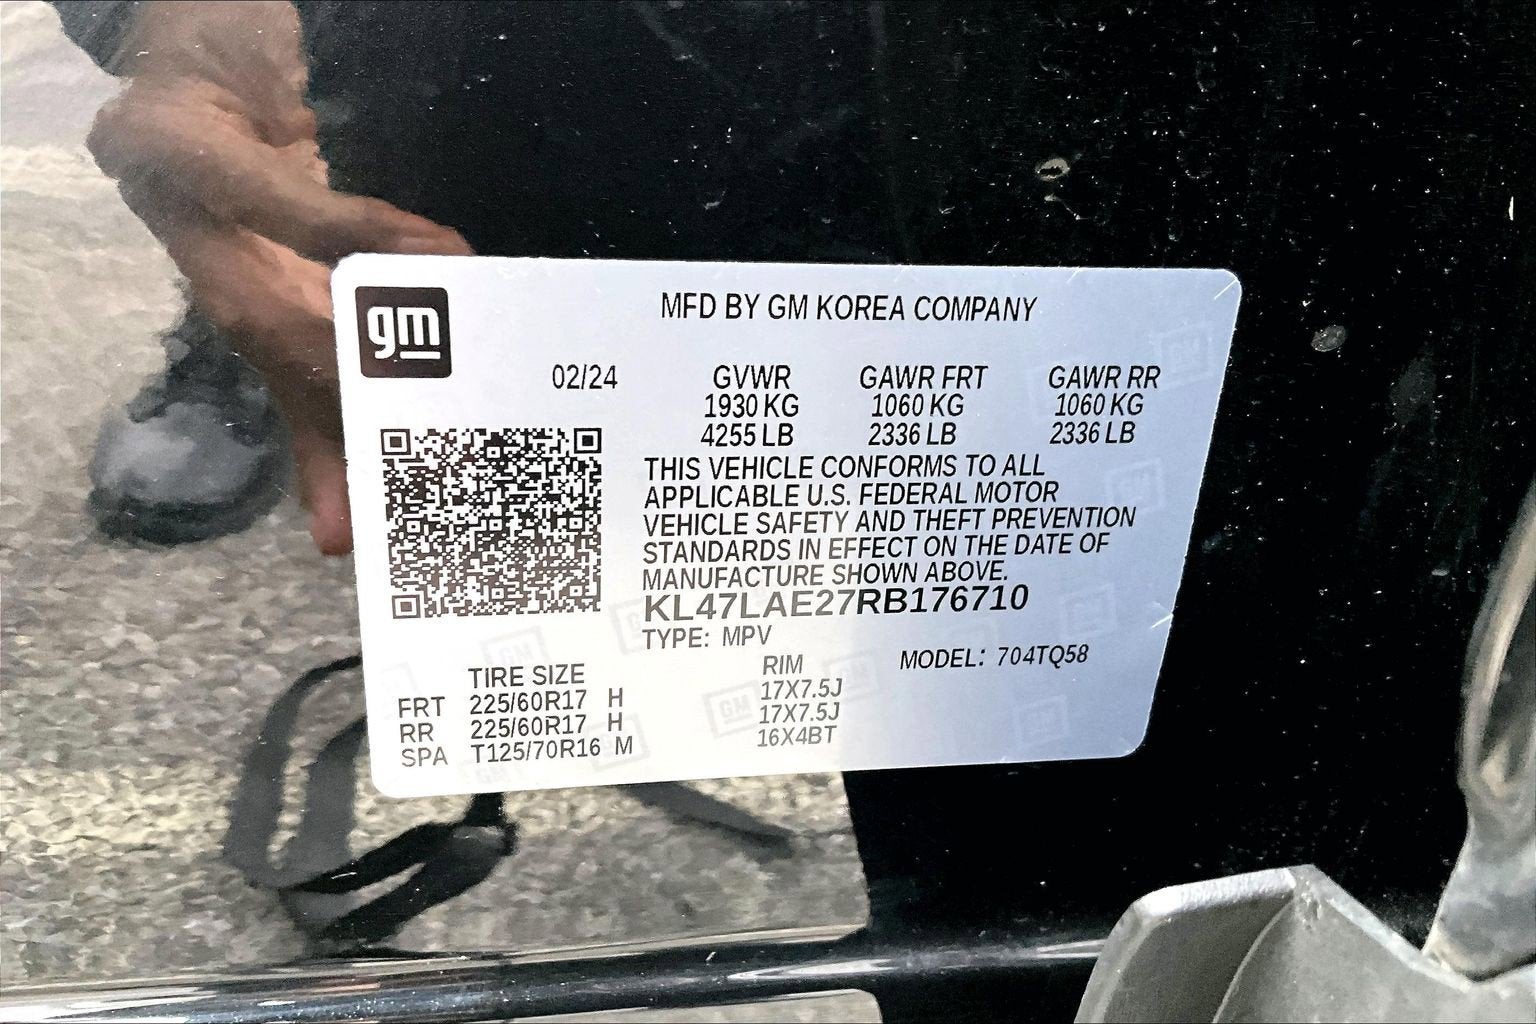 gm
MFD BY GM KOREA COMPANY
02/24 GVWR GAWR FRT GAWR RR
1930 KG 1060 KG 1060 KG
4255 LB 2336 LB 2336 LB
THIS VEHICLE CONFORMS TO ALL
APPLICABLE U.S. FEDERAL MOTOR
VEHICLE SAFETY AND THEFT PREVENTION
STANDARDS IN EFFECT ON THE DATE OF
MANUFACTURE SHOWN ABOVE.
KL47LAE27RB176710
TYPE: MPV
MODEL: 704TQ58
TIRE SIZE RIM
FRT 225/60R17 H 17X7.5J
RR 225/60R17 H 17X7.5J
SPA T125/70R16 M 16X4BT
GM